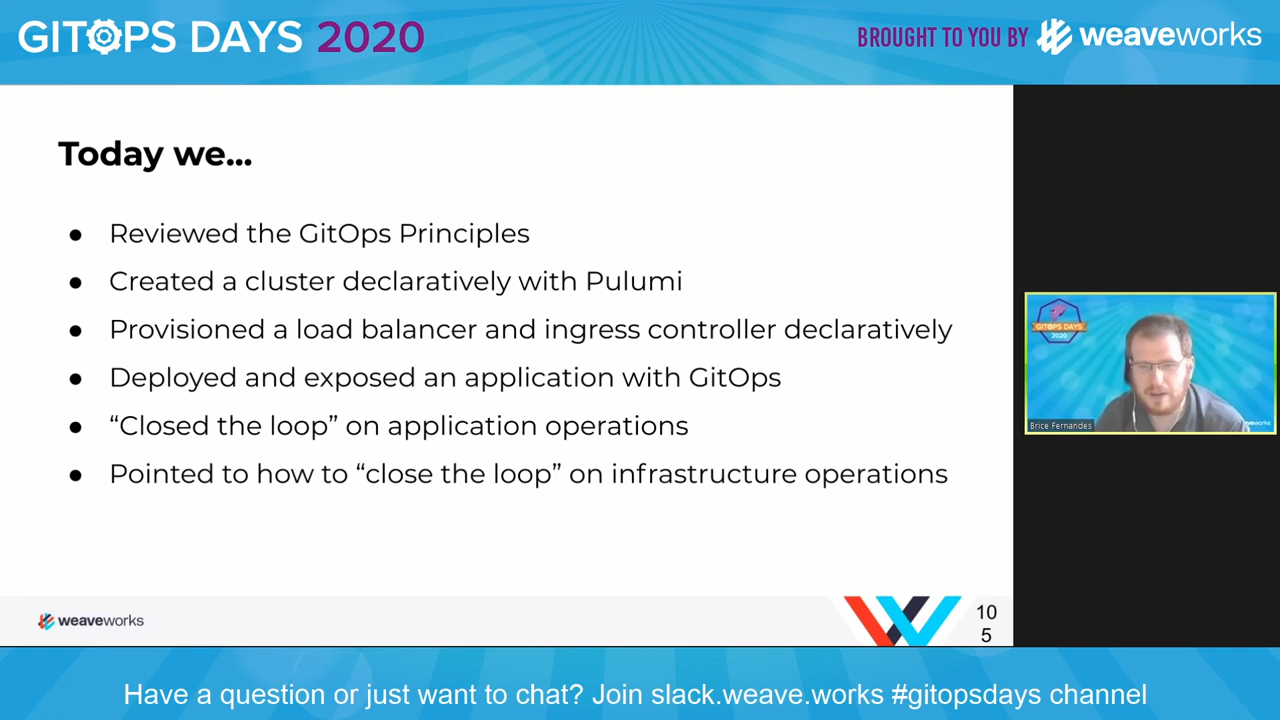 GITOPS DAYS 2020
BROUGHT TO YOU BY weaveworks
Today we...
● Reviewed the GitOps Principles
● Created a cluster declaratively with Pulumi
● Provisioned a load balancer and ingress controller declaratively
● Deployed and exposed an application with GitOps
● “Closed the loop” on application operations
● Pointed to how to “close the loop” on infrastructure operations
GITOPS DAYS
2020
Brice Fernandes
weaveworks
10
5
Have a question or just want to chat? Join slack.weave.works #gitopsdays channel